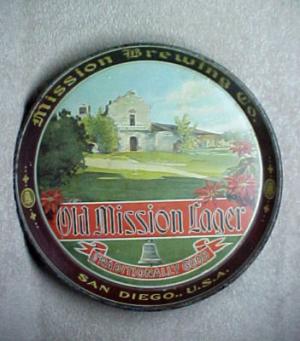 Mission Brewing Co.
Old Mission Lager
TRADITIONALLY GOOD
SAN DIEGO., U.S.A.